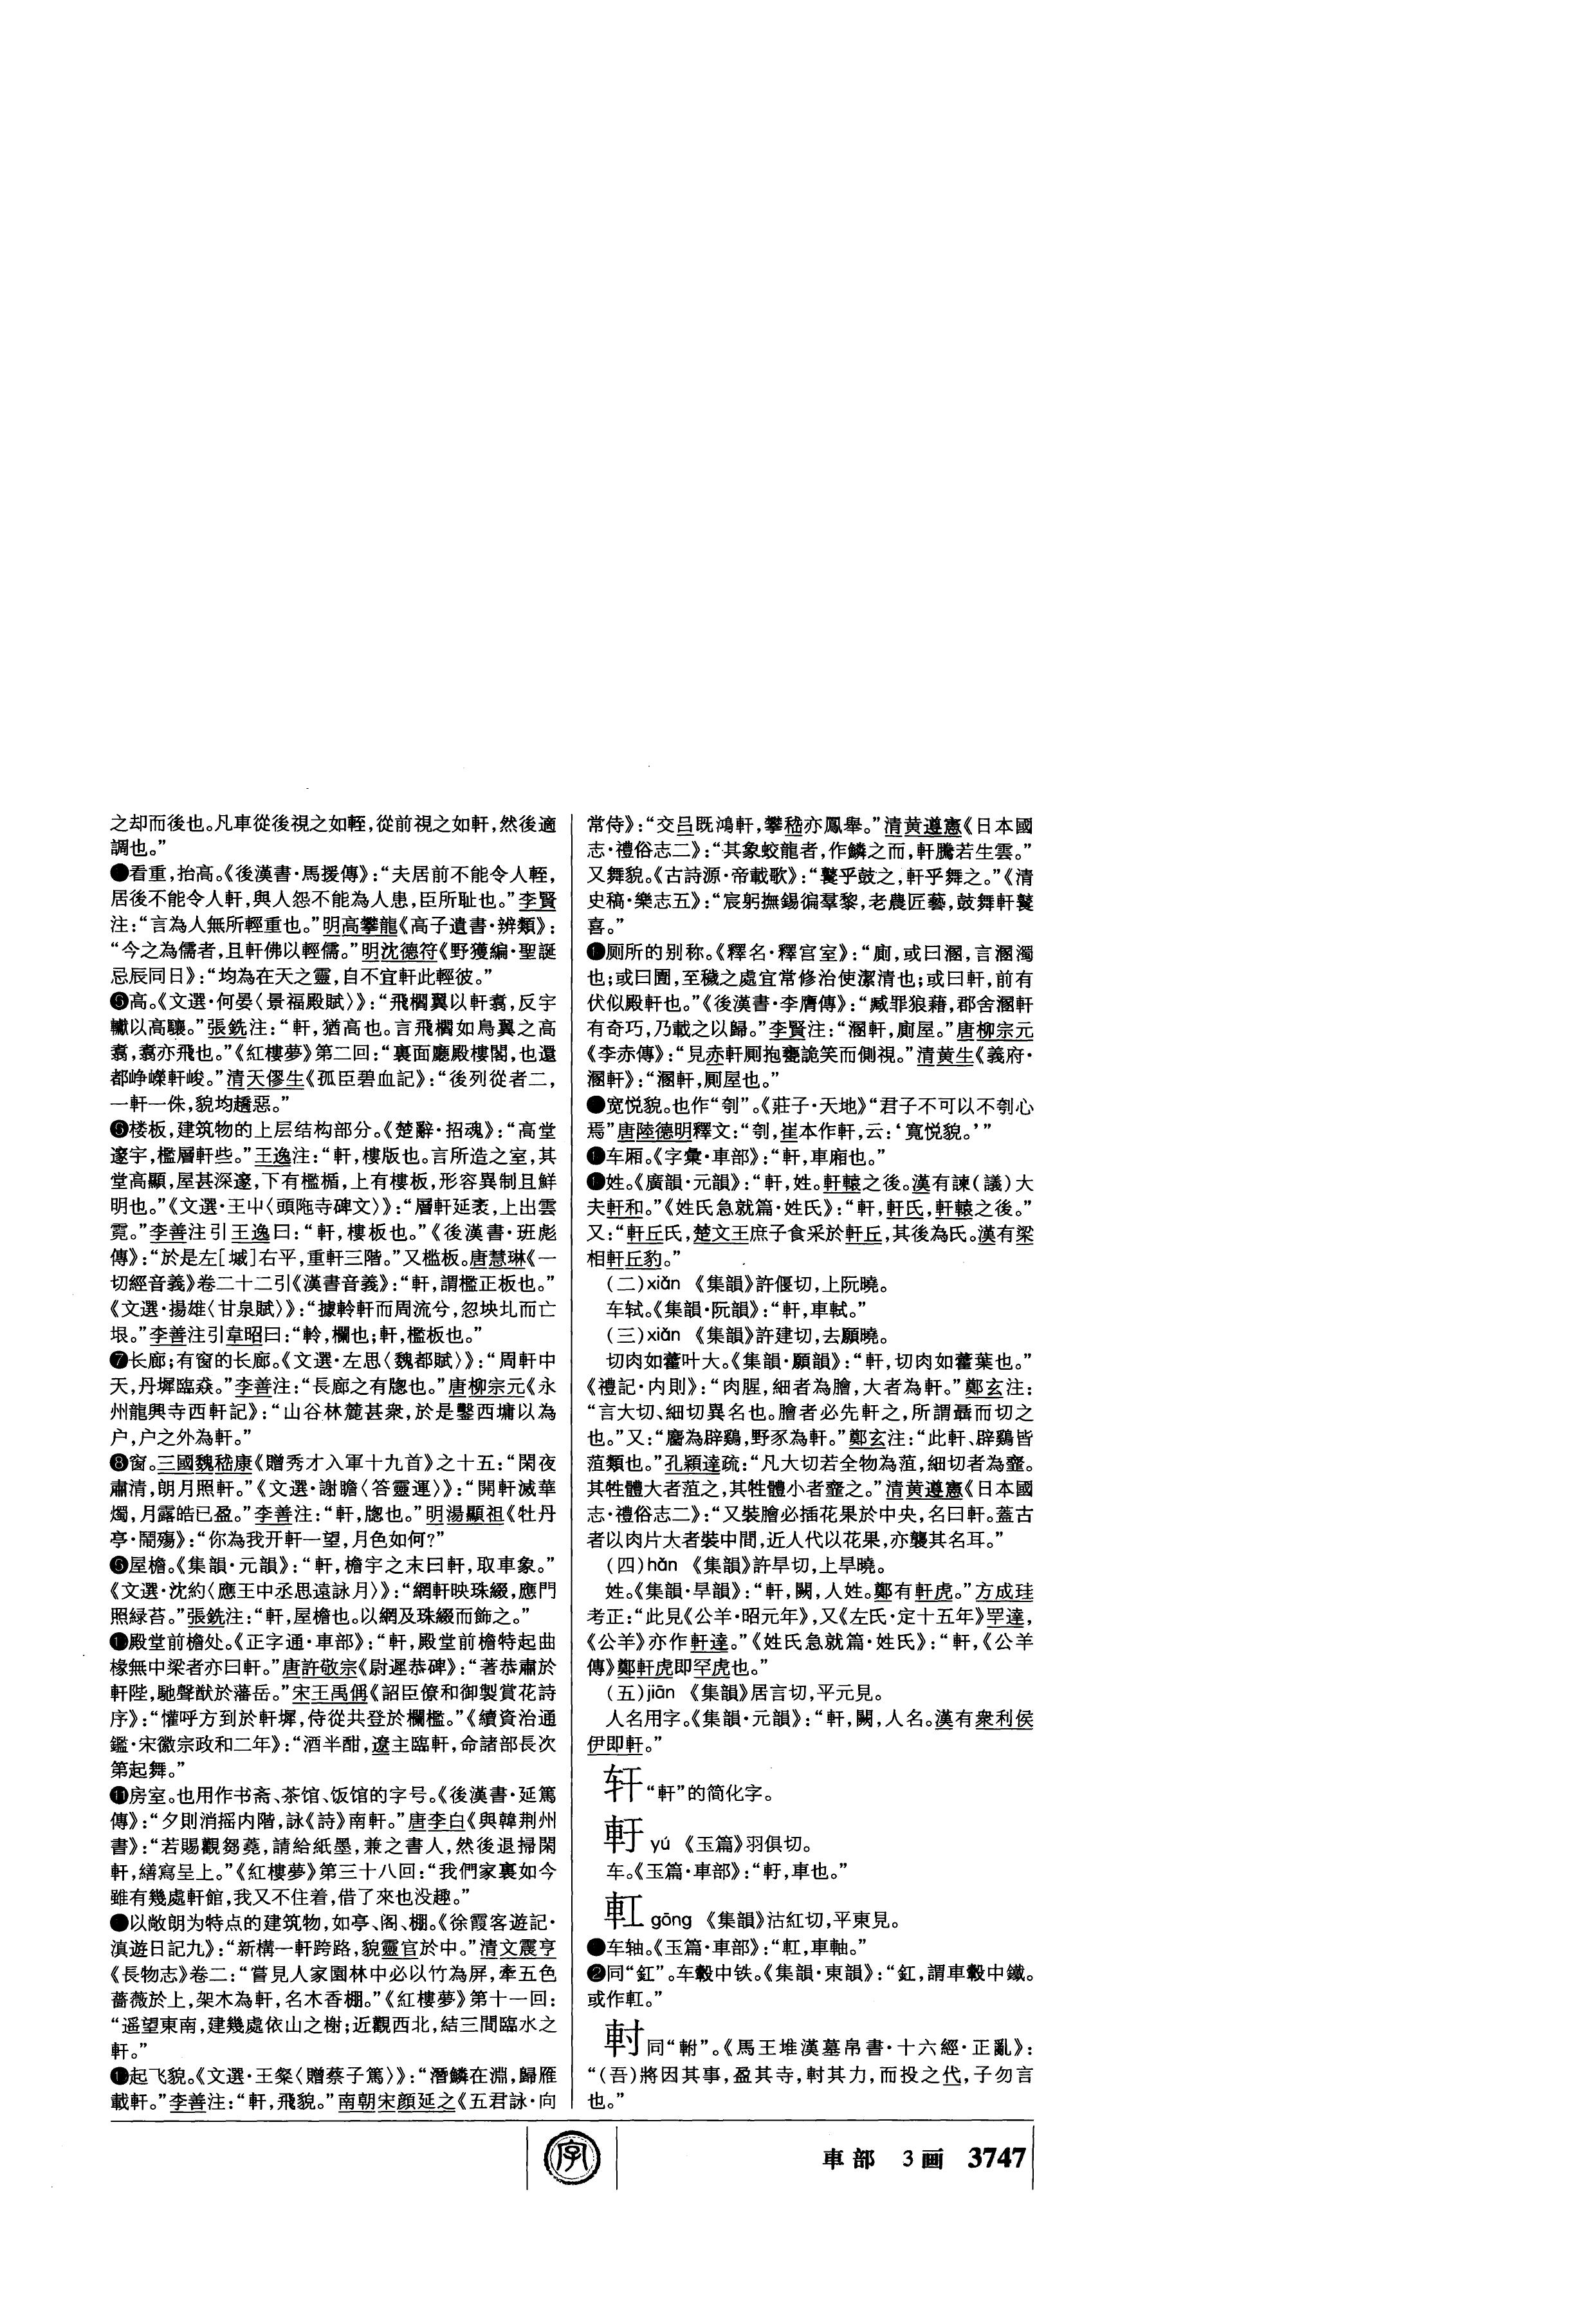 之却而後也。凡車從後視之如輊,從前視之如軒,然後適
調也。”
●看重,抬高。《後漢書·馬援傳》:“夫居前不能令人輊,
居後不能令人軒,與人怨不能為人患,臣所耻也。”李賢
注:“言為人無所輕重也。”明高攀龍《高子遺書·辨類》:
“今之為儒者,且軒佛以輕儒。”明沈德符《野獲編·聖誕
忌辰同日》:“均為在天之靈,自不宜軒此輕彼。”
❺高。《文選·何晏〈景福殿賦〉》:“飛櫚翼以軒翥,反宇
轍以高驤。”張銑注:“軒,猶高也。言飛櫚如鳥翼之高
翥,翥亦飛也。”《紅樓夢》第二回:“裏面廳殿樓閣,也還
都峥嶸軒峻。”清天僇生《孤臣碧血記》:“後列從者二,
一軒一侏,貌均趫惡。”
❻楼板,建筑物的上层结构部分。《楚辭·招魂》:“高堂
邃宇,檻層軒些。”王逸注:“軒,樓版也。言所造之室,其
堂高顯,屋甚深邃,下有檻楯,上有樓板,形容異制且鮮
明也。”《文選·王屮〈頭陁寺碑文〉》:“層軒延袤,上出雲
霓。”李善注引王逸曰:“軒,樓板也。”《後漢書·班彪
傳》:“於是左[墄]右平,重軒三階。”又槛板。唐慧琳《一
切經音義》卷二十二引《漢書音義》:“軒,謂檻正板也。”
《文選·揚雄〈甘泉賦〉》:“據軨軒而周流兮,忽坱圠而亡
垠。”李善注引韋昭曰:“軨,欄也;軒,檻板也。”
❼长廊;有窗的长廊。《文選·左思〈魏都賦〉》:“周軒中
天,丹墀臨猋。”李善注:“長廊之有牕也。”唐柳宗元《永
州龍興寺西軒記》:“山谷林麓甚衆,於是鑿西墉以為
户,户之外為軒。”
❽窗。三國魏嵇康《贈秀才入軍十九首》之十五:“閑夜
肅清,朗月照軒。”《文選·謝瞻〈答靈運〉》:“開軒滅華
燭,月露皓已盈。”李善注:“軒,牕也。”明湯顯祖《牡丹
亭·鬧殤》:“你為我开軒一望,月色如何?”
❾屋檐。《集韻·元韻》:“軒,檐宇之末曰軒,取車象。”
《文選·沈約〈應王中丞思遠詠月〉》:“網軒映珠綴,應門
照緑苔。”張銑注:“軒,屋檐也。以網及珠綴而飾之。”
❿殿堂前檐处。《正字通·車部》:“軒,殿堂前檐特起曲
椽無中梁者亦曰軒。”唐許敬宗《尉遲恭碑》:“著恭肅於
軒陛,馳聲猷於藩岳。”宋王禹偁《詔臣僚和御製賞花詩
序》:“懽呼方到於軒墀,侍從共登於欄檻。”《續資治通
鑑·宋徽宗政和二年》:“酒半酣,遼主臨軒,命諸部長次
第起舞。”
⓫房室。也用作书斋、茶馆、饭馆的字号。《後漢書·延篤
傳》:“夕則消摇内階,詠《詩》南軒。”唐李白《與韓荆州
書》:“若賜觀芻蕘,請給紙墨,兼之書人,然後退掃閑
軒,繕寫呈上。”《紅樓夢》第三十八回:“我們家裏如今
雖有幾處軒館,我又不住着,借了來也没趣。”
●以敞朗为特点的建筑物,如亭、阁、棚。《徐霞客遊記·
滇遊日記九》:“新構一軒跨路,貌靈官於中。”清文震亨
《長物志》卷二:“嘗見人家園林中必以竹為屏,牽五色
薔薇於上,架木為軒,名木香棚。”《紅樓夢》第十一回:
“遥望東南,建幾處依山之榭;近觀西北,結三間臨水之
軒。”
●起飞貌。《文選·王粲〈贈蔡子篤〉》:“潛鱗在淵,歸雁
載軒。”李善注:“軒,飛貌。”南朝宋顔延之《五君詠·向
常侍》:“交吕既鴻軒,攀嵇亦鳳舉。”清黄遵憲《日本國
志·禮俗志二》:“其象蛟龍者,作鱗之而,軒騰若生雲。”
又舞貌。《古詩源·帝載歌》:“鼚乎鼓之,軒乎舞之。”《清
史稿·樂志五》:“宸躬撫錫徧羣黎,老農匠藝,鼓舞軒鼚
喜。”
●厕所的别称。《釋名·釋宫室》:“廁,或曰溷,言溷濁
也;或曰圊,至穢之處宜常修治使潔清也;或曰軒,前有
伏似殿軒也。”《後漢書·李膺傳》:“臧罪狼藉,郡舍溷軒
有奇巧,乃載之以歸。”李賢注:“溷軒,廁屋。”唐柳宗元
《李赤傳》:“見赤軒厠抱甕詭笑而側視。”清黄生《義府·
溷軒》:“溷軒,厠屋也。”
●宽悦貌。也作“刳”。《莊子·天地》“君子不可以不刳心
焉”唐陸德明釋文:“刳,崔本作軒,云:‘寬悦貌。’”
●车厢。《字彙·車部》:“軒,車廂也。”
●姓。《廣韻·元韻》:“軒,姓。軒轅之後。漢有諫(議)大
夫軒和。”《姓氏急就篇·姓氏》:“軒,軒氏,軒轅之後。”
又:“軒丘氏,楚文王庶子食采於軒丘,其後為氏。漢有梁
相軒丘豹。”
(二)xiǎn 《集韻》許偃切,上阮曉。
车轼。《集韻·阮韻》:“軒,車軾。”
(三)xiǎn 《集韻》許建切,去願曉。
切肉如藿叶大。《集韻·願韻》:“軒,切肉如藿葉也。”
《禮記·内則》:“肉腥,細者為膾,大者為軒。”鄭玄注:
“言大切、細切異名也。膾者必先軒之,所謂聶而切之
也。”又:“麕為辟鷄,野豕為軒。”鄭玄注:“此軒、辟鷄皆
菹類也。”孔穎達疏:“凡大切若全物為菹,細切者為齏。
其牲體大者菹之,其牲體小者齏之。”清黄遵憲《日本國
志·禮俗志二》:“又裝膾必插花果於中央,名曰軒。蓋古
者以肉片大者裝中間,近人代以花果,亦襲其名耳。”
(四)hǎn 《集韻》許旱切,上旱曉。
姓。《集韻·旱韻》:“軒,闕,人姓。鄭有軒虎。”方成珪
考正:“此見《公羊·昭元年》,又《左氏·定十五年》罕達,
《公羊》亦作軒達。”《姓氏急就篇·姓氏》:“軒,《公羊
傳》鄭軒虎即罕虎也。”
(五)jiān 《集韻》居言切,平元見。
人名用字。《集韻·元韻》:“軒,闕,人名。漢有衆利侯
伊即軒。”
轩 “軒”的简化字。
軒 yú 《玉篇》羽俱切。
车。《玉篇·車部》:“軒,車也。”
軭 gōng 《集韻》沽紅切,平東見。
●车轴。《玉篇·車部》:“䡗,車軸。”
❷同“釭”。车毂中铁。《集韻·東韻》:“釭,謂車轂中鐵。
或作䡗。”
軵 同“軵”。《馬王堆漢墓帛書·十六經·正亂》:
“(吾)將因其事,盈其寺,軵其力,而投之代,子勿言
也。”
字
車部 3画 3747